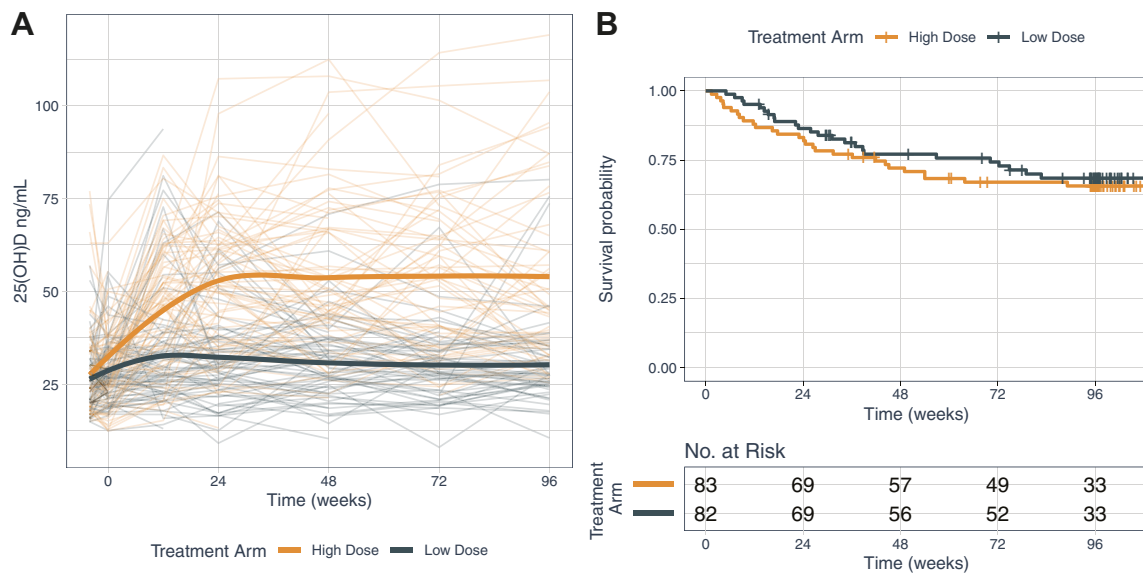 A
100
75
50
25
25(OH)D ng/mL
0 24 48 72 96
Time (weeks)
Treatment Arm High Dose Low Dose
B
Treatment Arm High Dose Low Dose
1.00
0.75
0.50
0.25
0.00
Survival probability
0 24 48 72 96
Time (weeks)
No. at Risk
Treatment
Arm
83 69 57 49 33
82 69 56 52 33
0 24 48 72 96
Time (weeks)